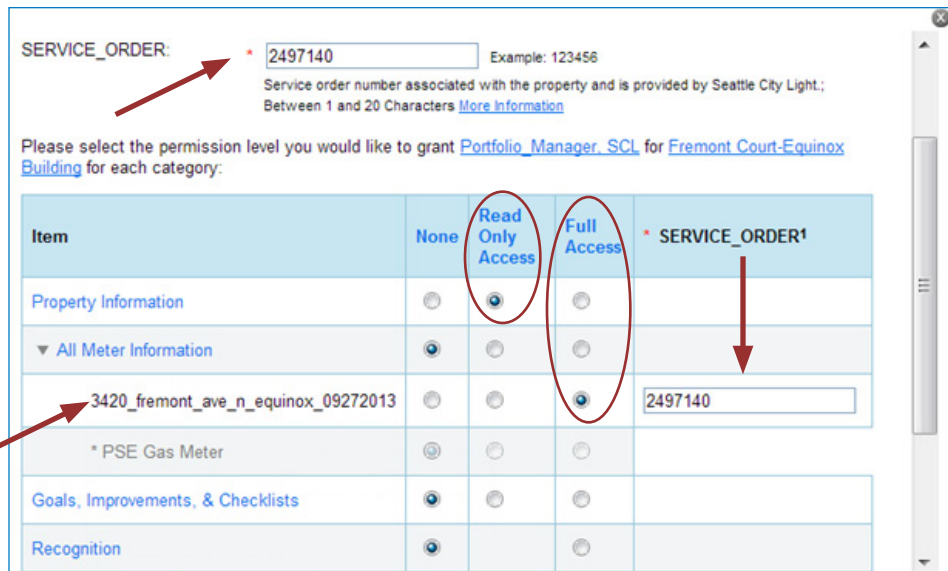 SERVICE_ORDER: * 2497140 Example: 123456
Service order number associated with the property and is provided by Seattle City Light.;
Between 1 and 20 Characters More Information
Please select the permission level you would like to grant Portfolio_Manager, SCL for Fremont Court-Equinox
Building for each category:
Item None Read Only Access Full Access * SERVICE_ORDER¹
Property Information
▼ All Meter Information
3420_fremont_ave_n_equinox_09272013 2497140
* PSE Gas Meter
Goals, Improvements, & Checklists
Recognition